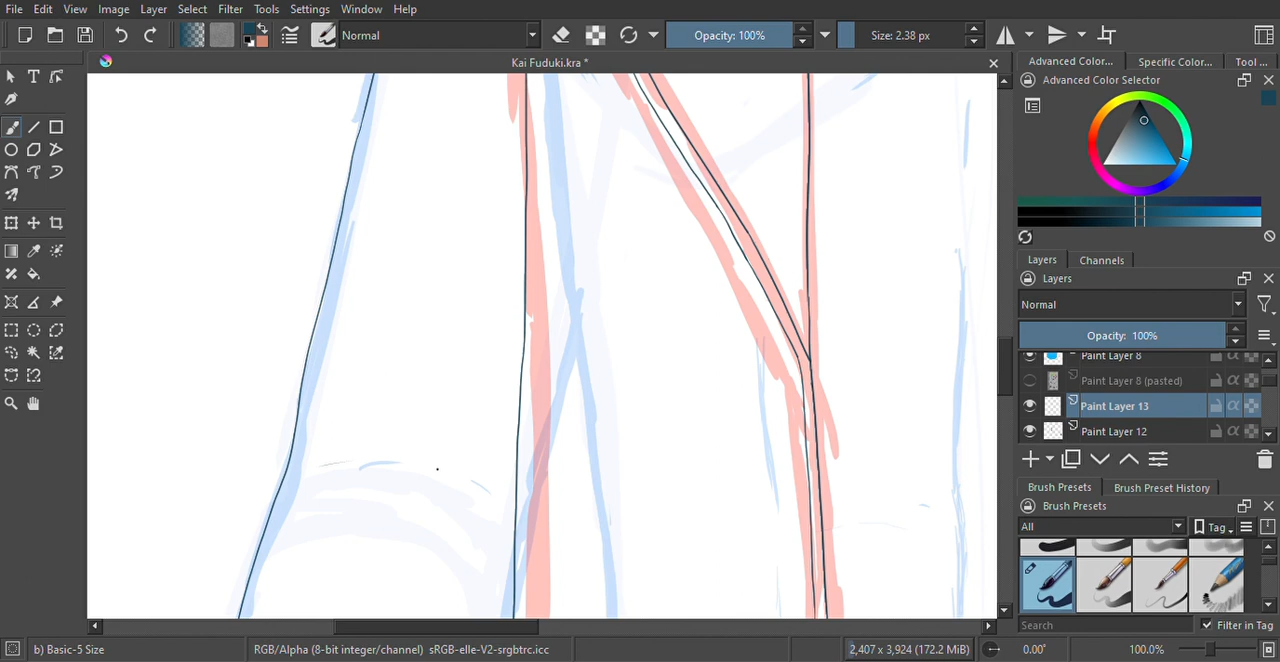 File Edit View Image Layer Select Filter Tools Settings Window Help
Normal Opacity: 100% Size: 2.38 px
Kai Fuduki.kra *
Advanced Color... Specific Color... Tool ...
Advanced Color Selector
Layers Channels
Layers
Normal
Opacity: 100%
Paint Layer 8
Paint Layer 8 (pasted)
Paint Layer 13
Paint Layer 12
Brush Presets Brush Preset History
Brush Presets
All Tag
Search Filter in Tag
b) Basic-5 Size RGB/Alpha (8-bit integer/channel) sRGB-elle-V2-srgbtrc.icc 2,407 x 3,924 (172.2 MiB) 0.00° 100.0%